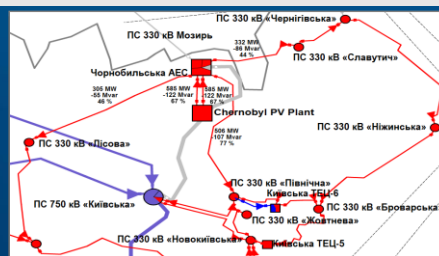 ПС 330 кВ «Чернігівська»
ПС 330 кВ Мозирь
332 MW
-86 Mvar
44 %
ПС 330 кВ «Славутич»
Чорнобильська АЕС
305 MW
-55 Mvar
46 %
585 MW
-122 Mvar
67 %
585 MW
-122 Mvar
67 %
Chernobyl PV Plant
ПС 330 кВ «Ніжинська»
506 MW
-107 Mvar
77 %
ПС 330 кВ «Лісова»
ПС 330 кВ «Північна»
Київська ТЕЦ-6
ПС 750 кВ «Київська»
ПС 330 кВ «Броварська»
ПС 330 кВ «Жовтнева»
ПС 330 кВ «Новокиївська»
Київська ТЕЦ-5